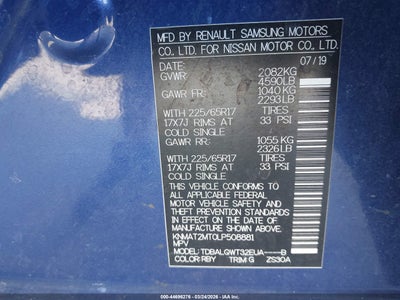 MFD BY RENAULT SAMSUNG MOTORS
CO. LTD. FOR NISSAN MOTOR CO. LTD.
DATE: 07/19
GVWR: 2082KG
4590LB
GAWR FR: 1040KG
2293LB
WITH 225/65R17 TIRES
17X7J RIMS AT 33 PSI
COLD SINGLE
GAWR RR: 1055 KG
2326LB
WITH 225/65R17 TIRES
17X7J RIMS AT 33 PSI
COLD SINGLE
THIS VEHICLE CONFORMS TO
ALL APPLICABLE FEDERAL
MOTOR VEHICLE SAFETY AND
BUMPER STANDARDS IN EFFECT
ON THE DATE OF
MANUFACTURE SHOWN ABOVE.
KNMAT2MT0LP508881
MPV
MODEL: TDBALGWT32EUA----B
COLOR:RBY TRIM:G ZS30A
000-44696276 - 03/24/2026 - IAA Copyright